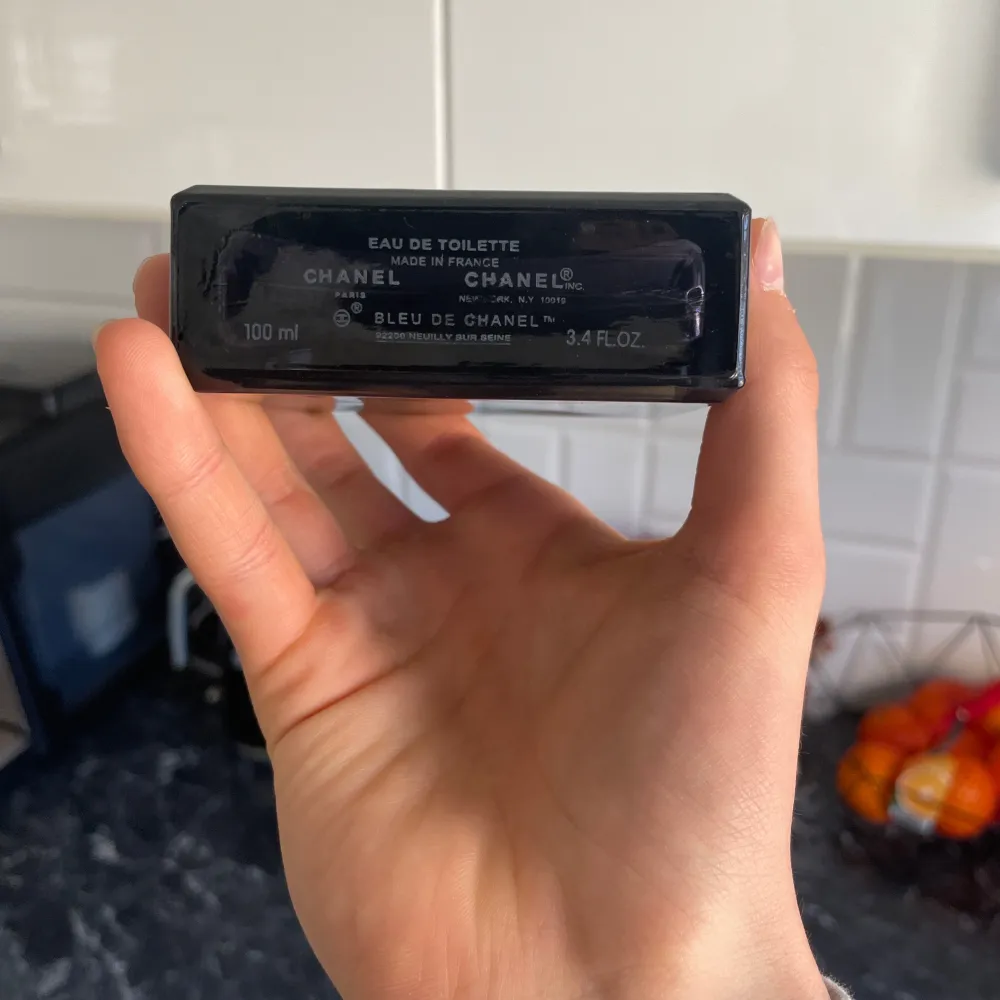 EAU DE TOILETTE
MADE IN FRANCE
CHANEL CHANEL® INC.
PARIS N.Y 10019
® BLEU DE CHANEL™
100 ml NEUILLY SUR SEINE 3.4 FL.OZ.